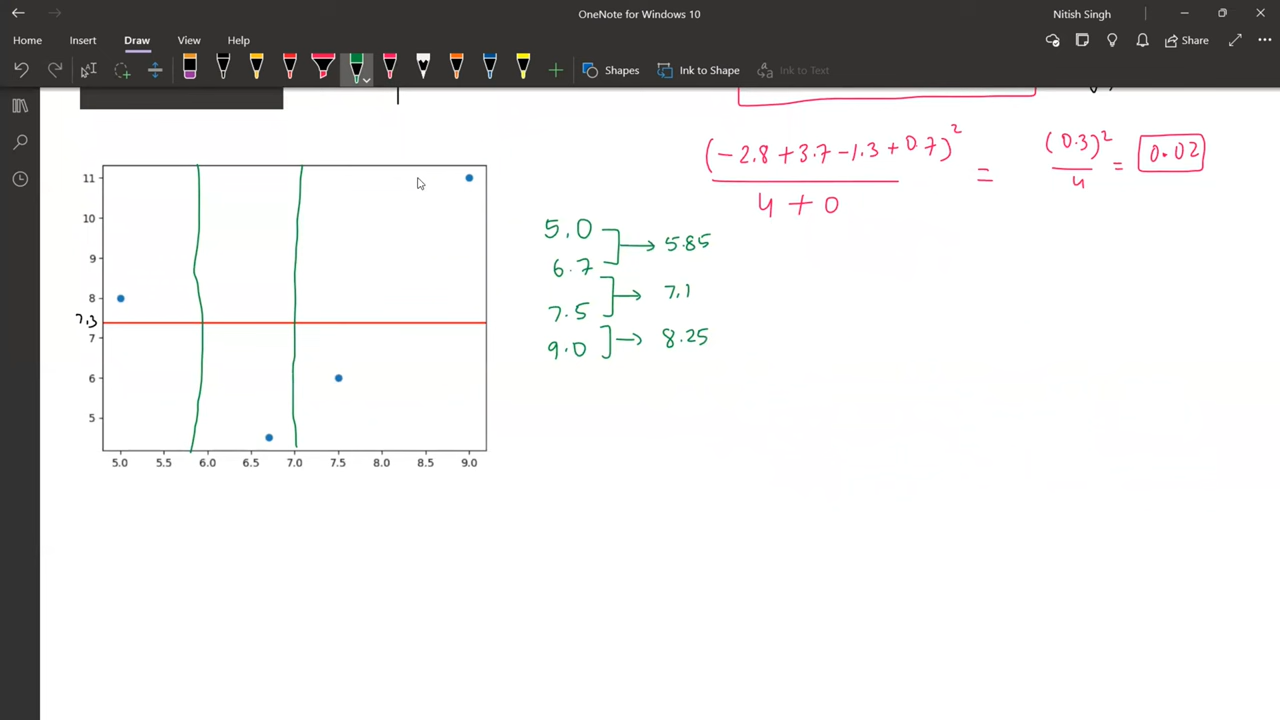 OneNote for Windows 10
Nitish Singh
Home Insert Draw View Help
Share
Shapes Ink to Shape Ink to Text
(-2.8 + 3.7 - 1.3 + 0.7)² / 4 + 0 = (0.3)² / 4 = 0.02
11
10
9
8
7.3
7
6
5
5.0 5.5 6.0 6.5 7.0 7.5 8.0 8.5 9.0
5.0
6.7
7.5
9.0
→ 5.85
→ 7.1
→ 8.25